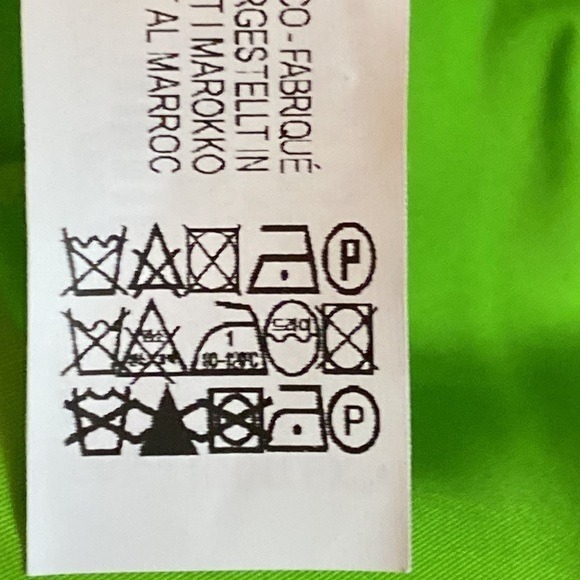 CO - FABRIQUÉ
RGESTELLT IN
T I MAROKKO
AL MARROC
P
1
80-120°C
P